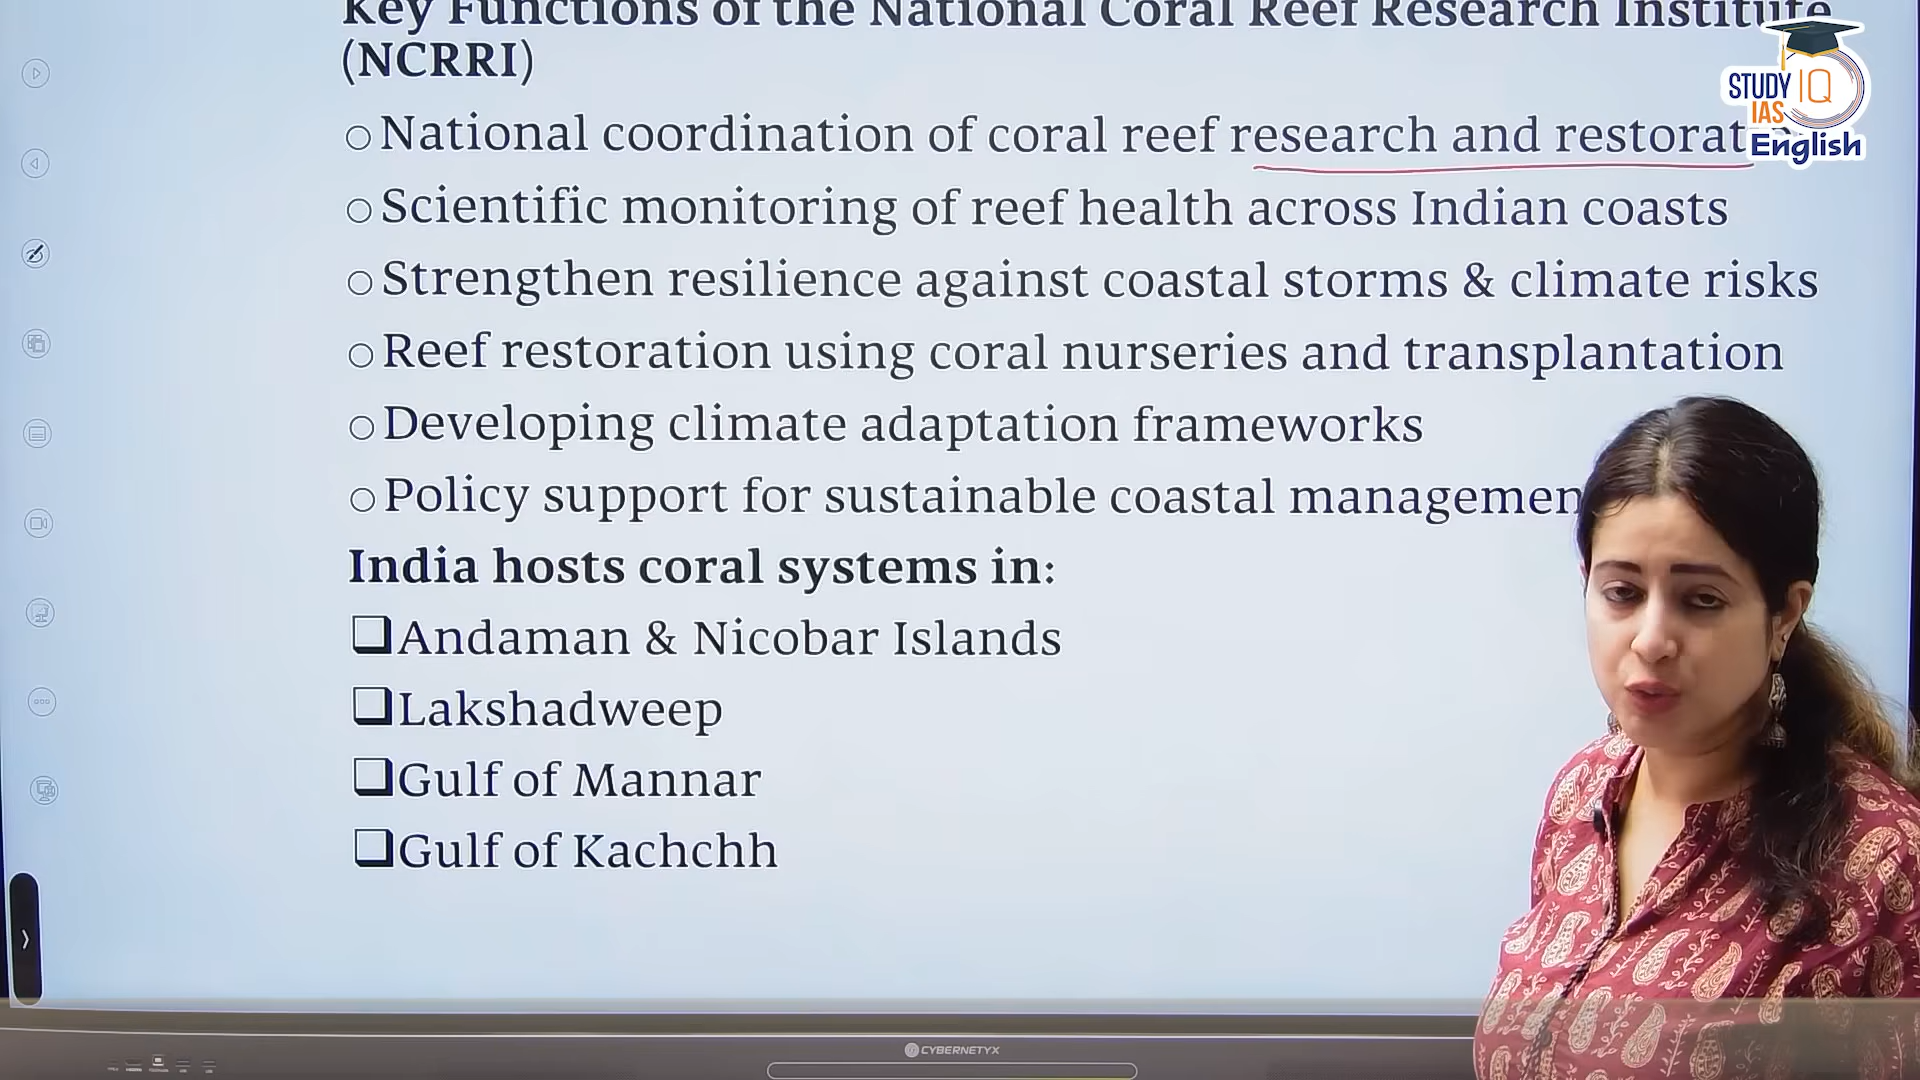 Key Functions of the National Coral Reef Research Institute
(NCRRI)
National coordination of coral reef research and restorat
Scientific monitoring of reef health across Indian coasts
Strengthen resilience against coastal storms & climate risks
Reef restoration using coral nurseries and transplantation
Developing climate adaptation frameworks
Policy support for sustainable coastal managemen
India hosts coral systems in:
Andaman & Nicobar Islands
Lakshadweep
Gulf of Mannar
Gulf of Kachchh
STUDY IQ
IAS
English
CYBERNETYX